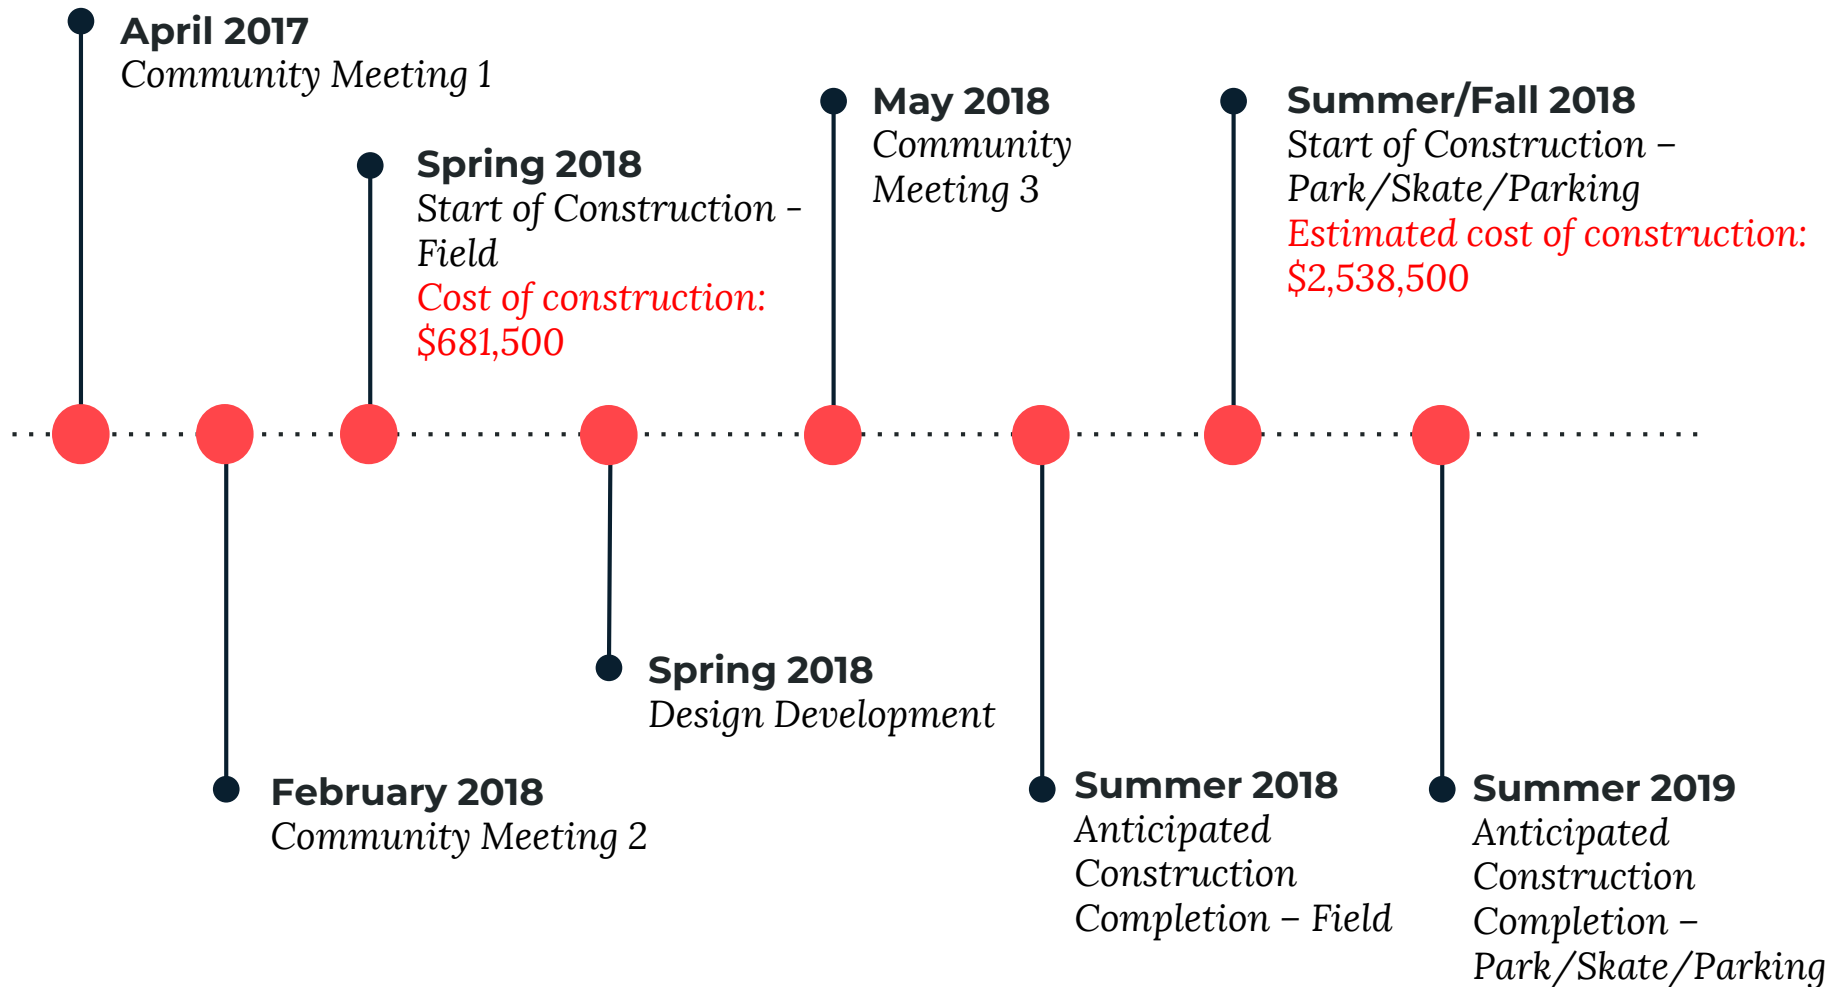 April 2017
Community Meeting 1
Spring 2018
Start of Construction -
Field
Cost of construction:
$681,500
May 2018
Community
Meeting 3
Summer/Fall 2018
Start of Construction –
Park/Skate/Parking
Estimated cost of construction:
$2,538,500
February 2018
Community Meeting 2
Spring 2018
Design Development
Summer 2018
Anticipated
Construction
Completion – Field
Summer 2019
Anticipated
Construction
Completion –
Park/Skate/Parking